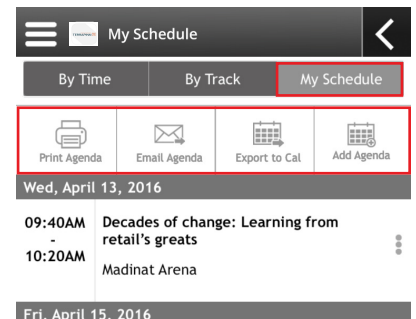 My Schedule
By Time
By Track
My Schedule
Print Agenda
Email Agenda
Export to Cal
Add Agenda
Wed, April 13, 2016
09:40AM
-
10:20AM
Decades of change: Learning from
retail's greats
Madinat Arena
Fri, April 15, 2016